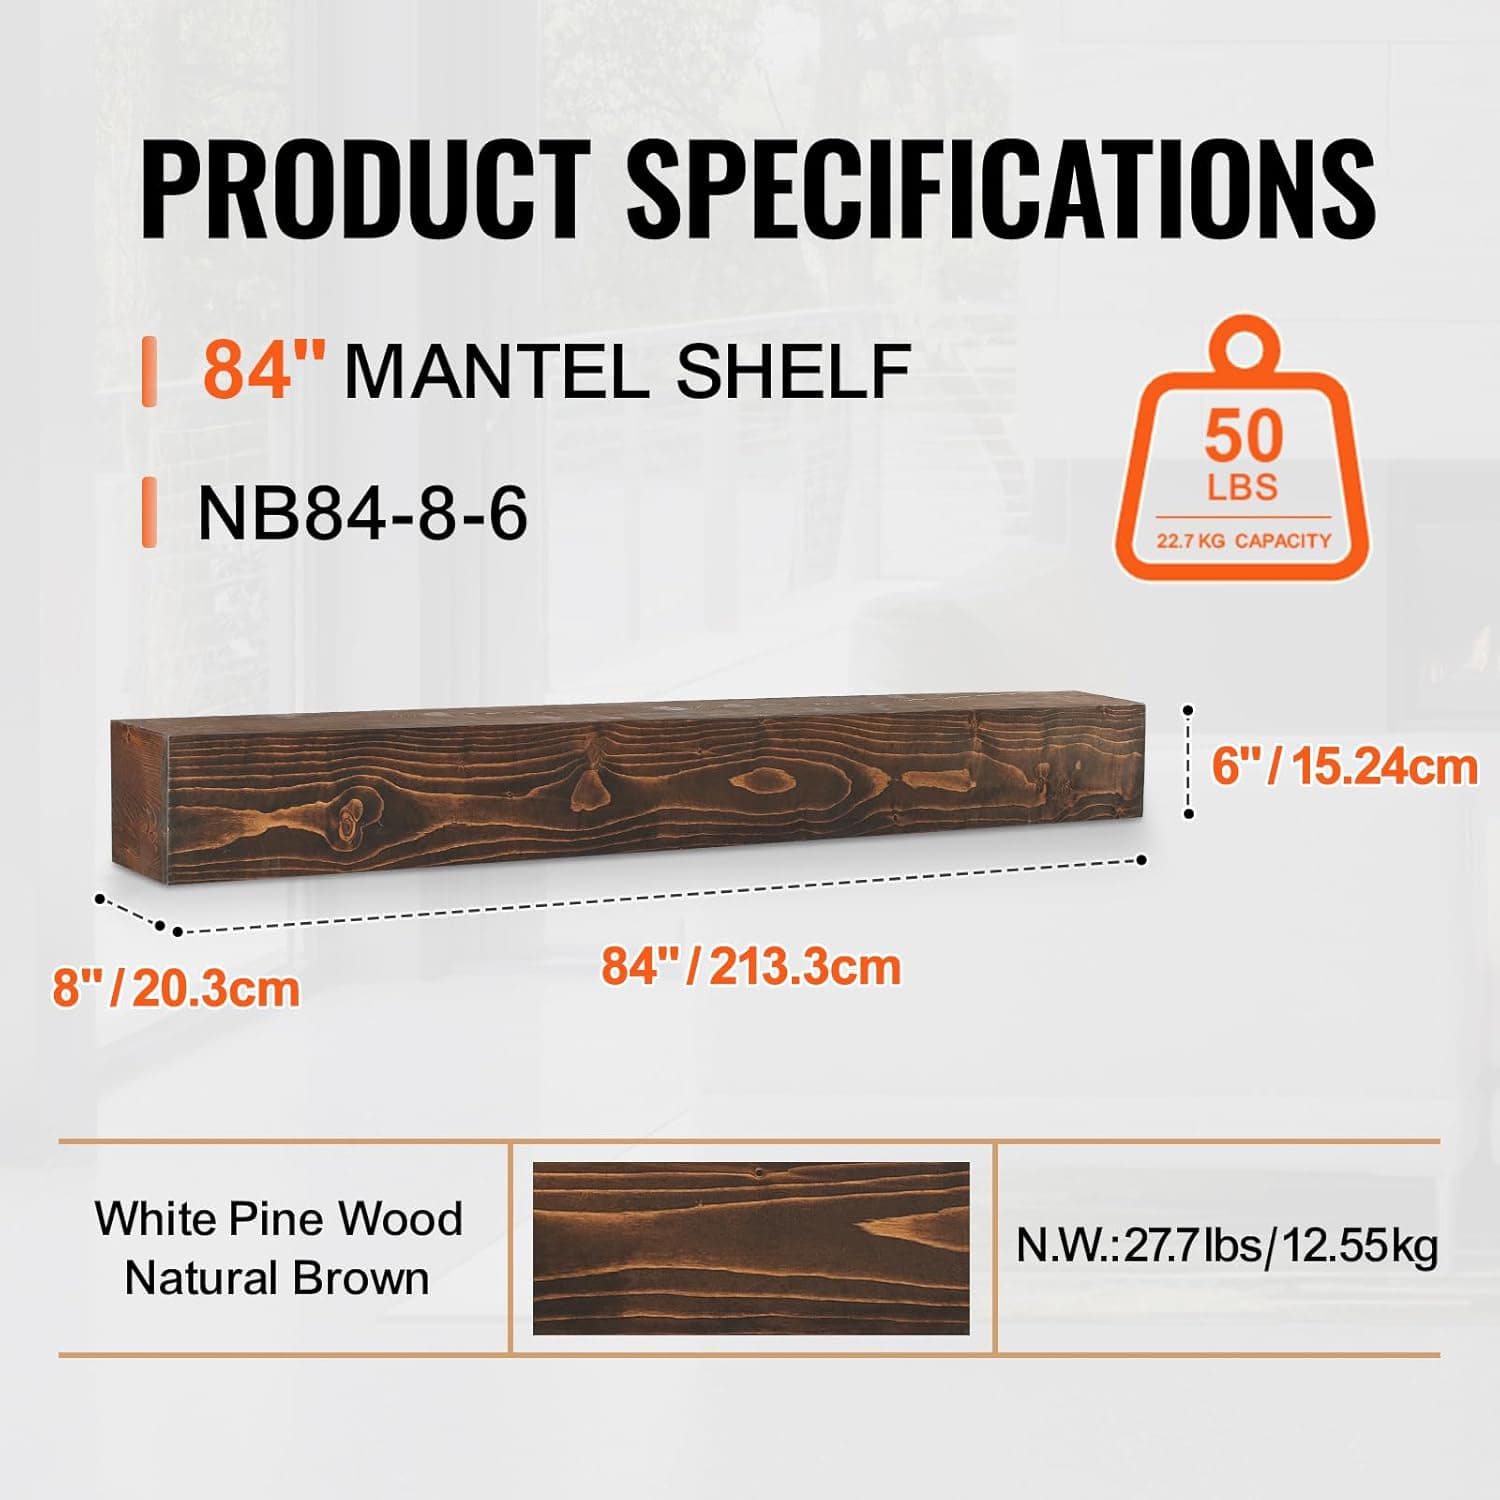 PRODUCT SPECIFICATIONS
84" MANTEL SHELF
NB84-8-6
50
LBS
22.7 KG CAPACITY
6"/15.24cm
8"/20.3cm
84"/213.3cm
White Pine Wood
Natural Brown
N.W.:27.7lbs/12.55kg